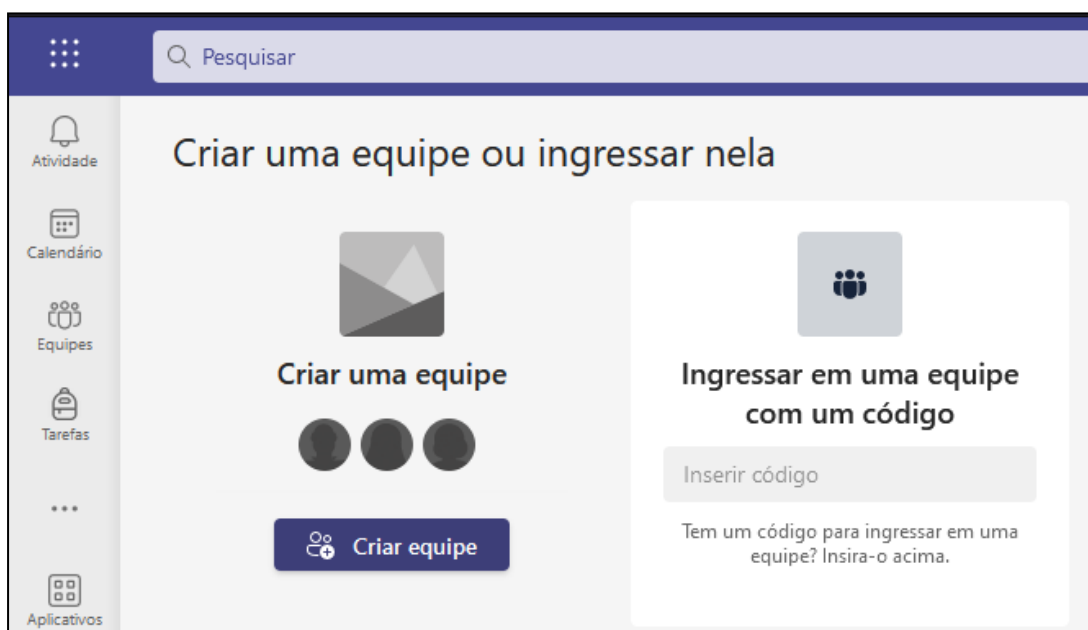 Pesquisar
Atividade
Calendário
Equipes
Tarefas
Aplicativos
Criar uma equipe ou ingressar nela
Criar uma equipe
Criar equipe
Ingressar em uma equipe
com um código
Inserir código
Tem um código para ingressar em uma
equipe? Insira-o acima.